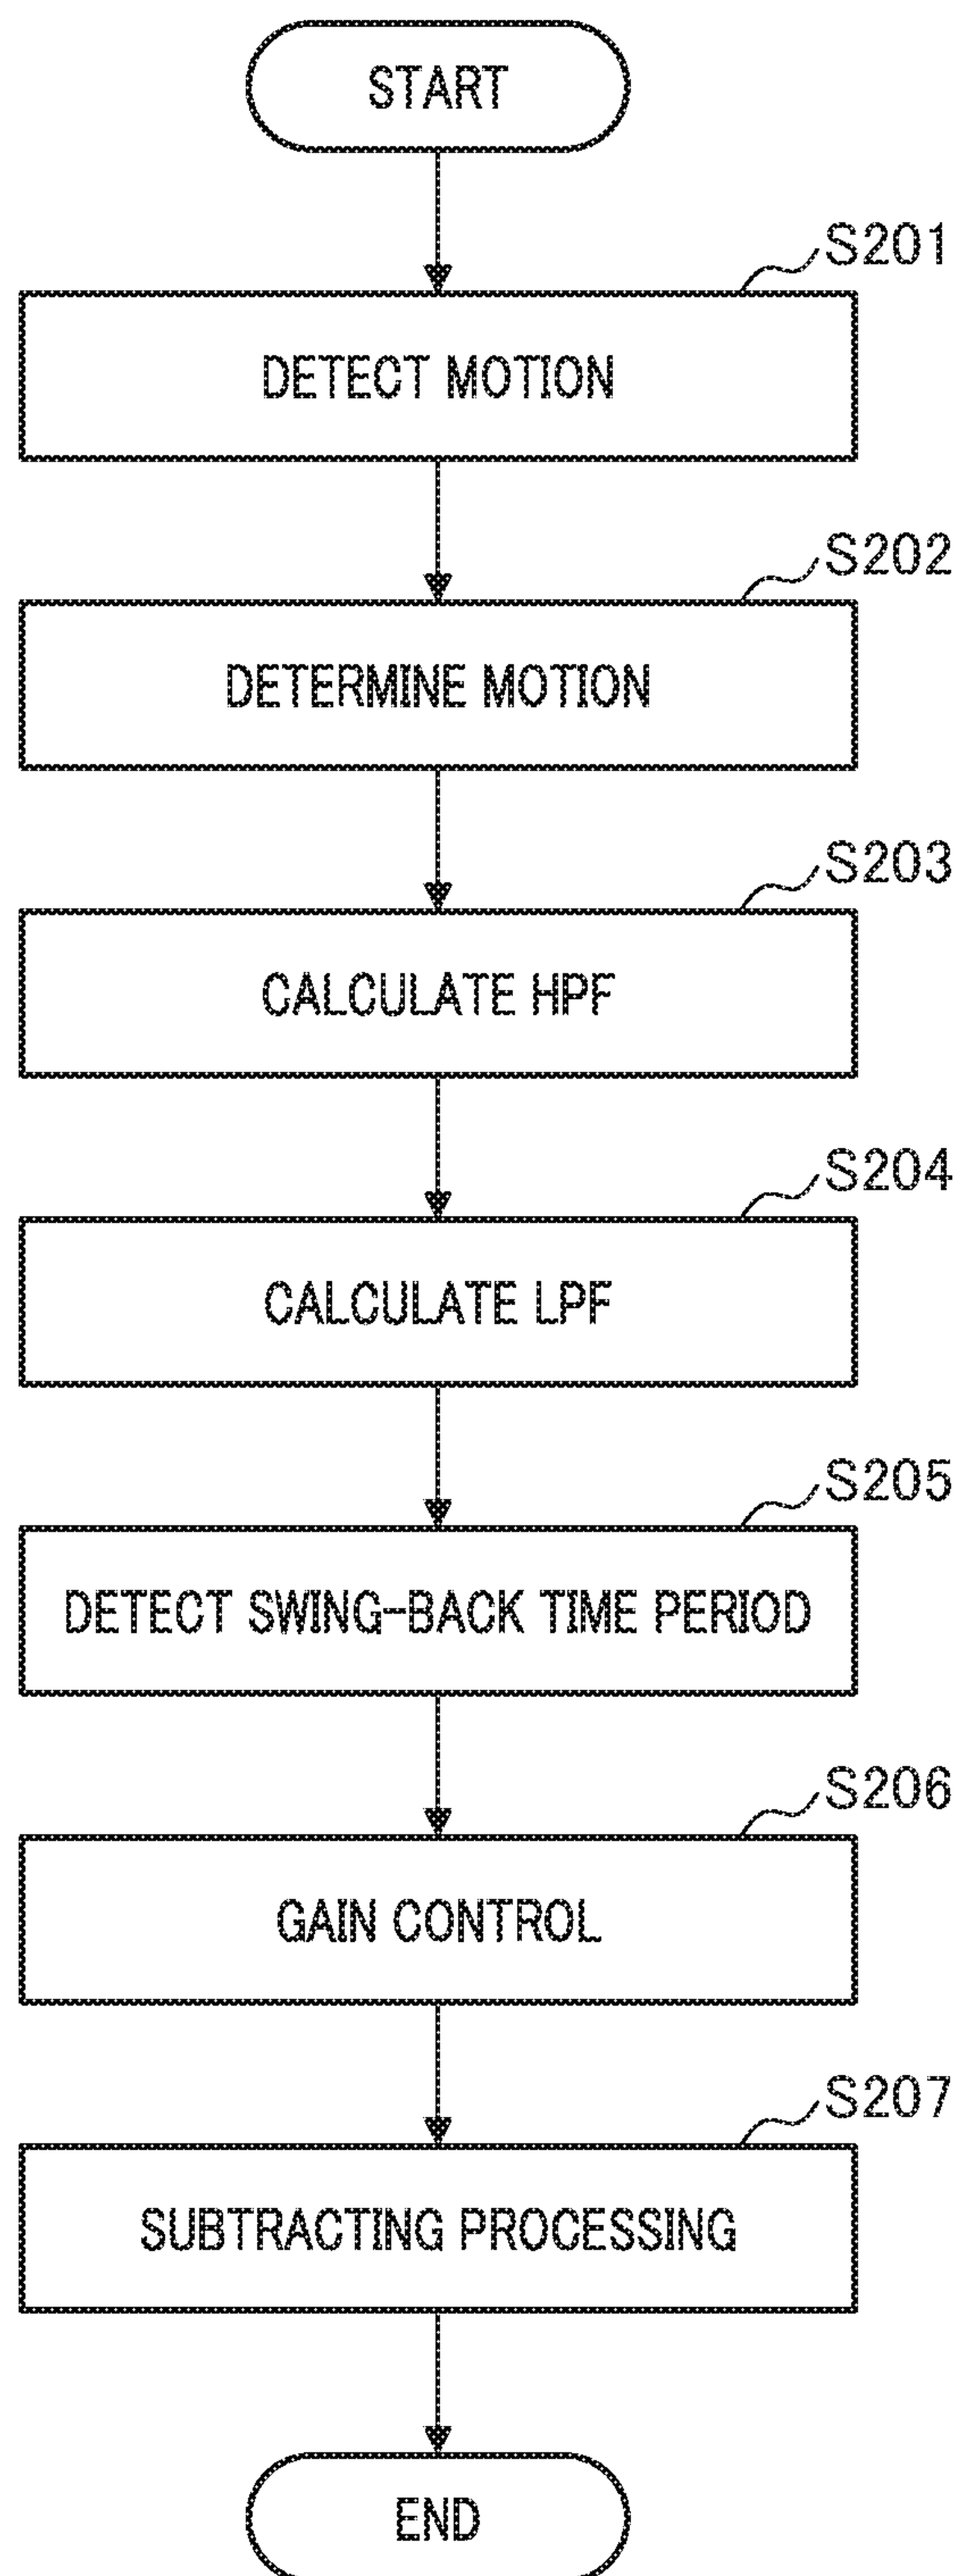 START
S201
DETECT MOTION
S202
DETERMINE MOTION
S203
CALCULATE HPF
S204
CALCULATE LPF
S205
DETECT SWING-BACK TIME PERIOD
S206
GAIN CONTROL
S207
SUBTRACTING PROCESSING
END